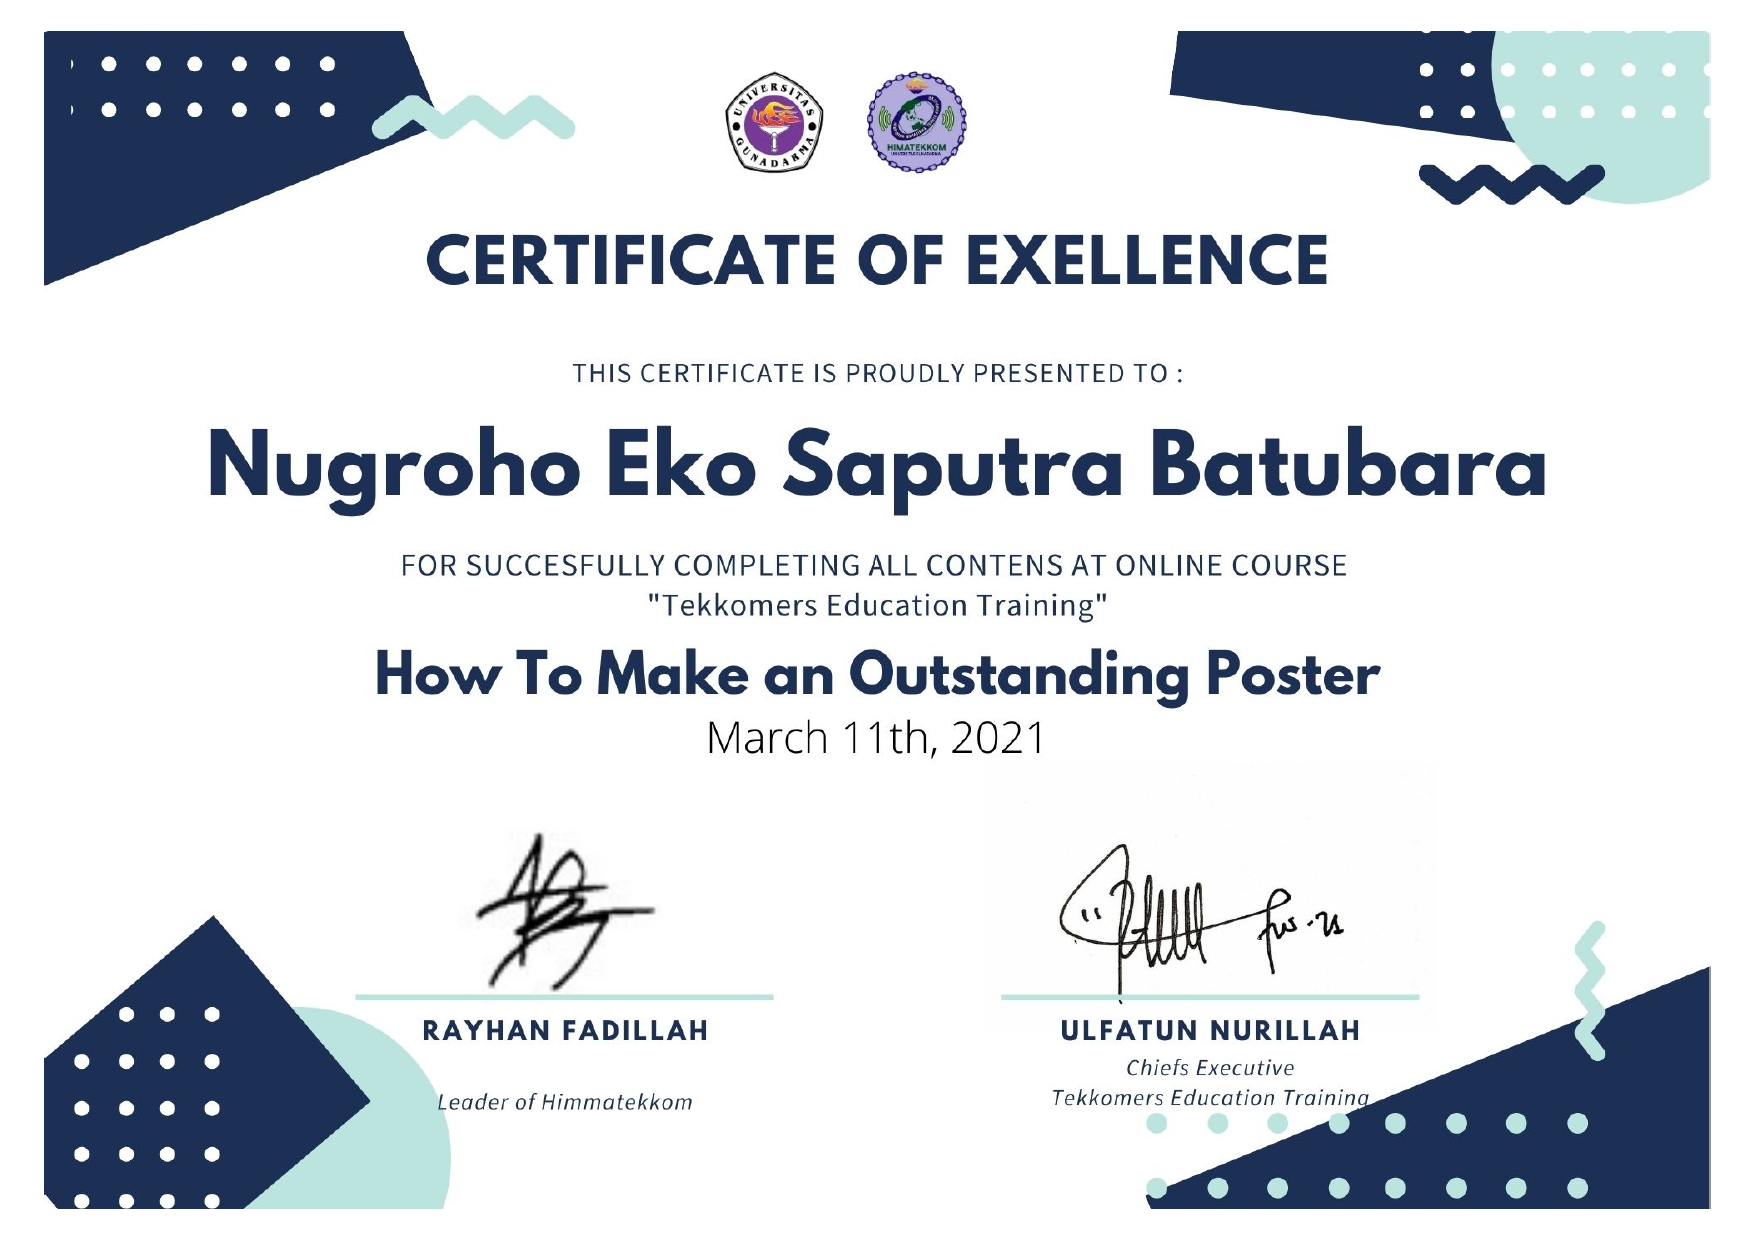 UNIVERSITAS
GUNADARMA
HIMATEKKOM
UNIVERSITAS GUNADARMA
CERTIFICATE OF EXELLENCE
THIS CERTIFICATE IS PROUDLY PRESENTED TO :
Nugroho Eko Saputra Batubara
FOR SUCCESFULLY COMPLETING ALL CONTENS AT ONLINE COURSE
"Tekkomers Education Training"
How To Make an Outstanding Poster
March 11th, 2021
RAYHAN FADILLAH
Leader of Himmatekkom
ULFATUN NURILLAH
Chiefs Executive
Tekkomers Education Training